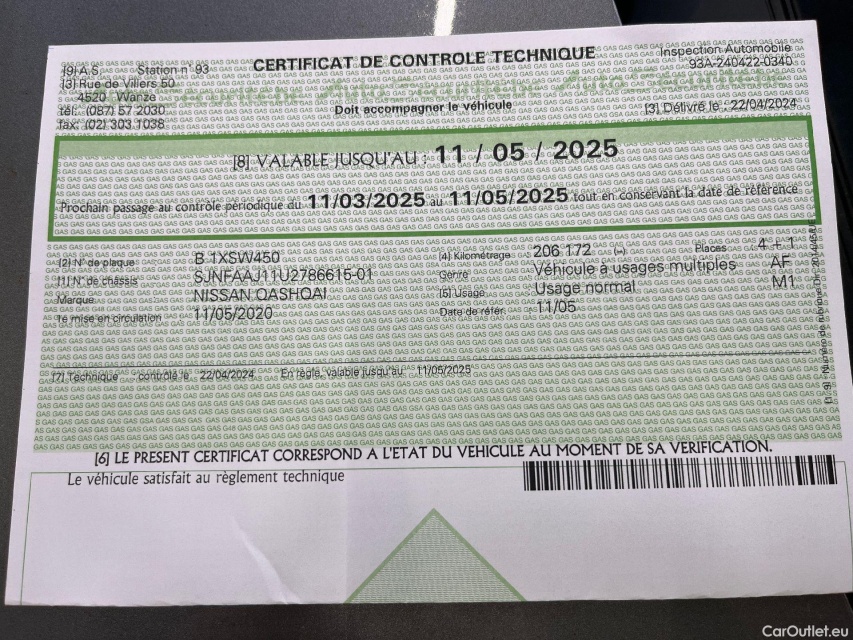 [9] A.S Station n° 93
[3] Rue de Villers 50
4520 Wanze
tél.: (087) 57 2030
fax: (02) 303 1038
CERTIFICAT DE CONTROLE TECHNIQUE
Doit accompagner le véhicule
Inspection Automobile
93A-240422-0340
[3] Délivré le : 22/04/2024
[8] VALABLE JUSQU'AU : 11 / 05 / 2025
Prochain passage au contrôle périodique du 11/03/2025 au 11/05/2025 tout en conservant la date de référence
[2] N° de plaque B 1XSW450
[1] N° de châssis SJNFAAJ11U2786615-01
Marque NISSAN QASHQAI
1e mise en circulation 11/05/2020
[4] Kilométrage 206 172 (--) Places 4 + 1
Genre Véhicule à usages multiples AF
[5] Usage Usage normal M1
Date de référ. 11/05
[7] Technique contrôlé le 22/04/2024 En règle, valable jusqu'au 11/05/2025
[6] LE PRESENT CERTIFICAT CORRESPOND A L'ETAT DU VEHICULE AU MOMENT DE SA VERIFICATION.
Le véhicule satisfait au règlement technique
CarOutlet.eu